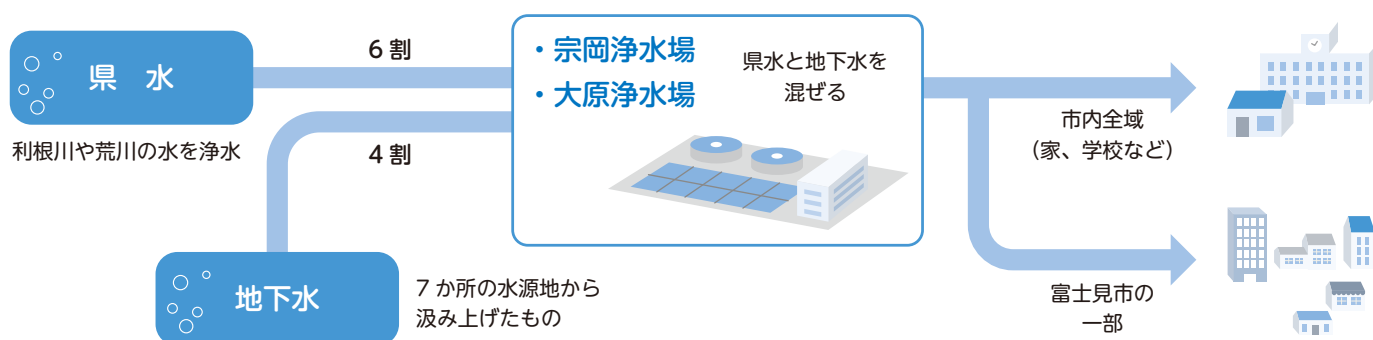 県 水
利根川や荒川の水を浄水
6 割
4 割
地下水
7 か所の水源地から
汲み上げたもの
・宗岡浄水場
・大原浄水場
県水と地下水を
混ぜる
市内全域
（家、学校など）
富士見市の
一部